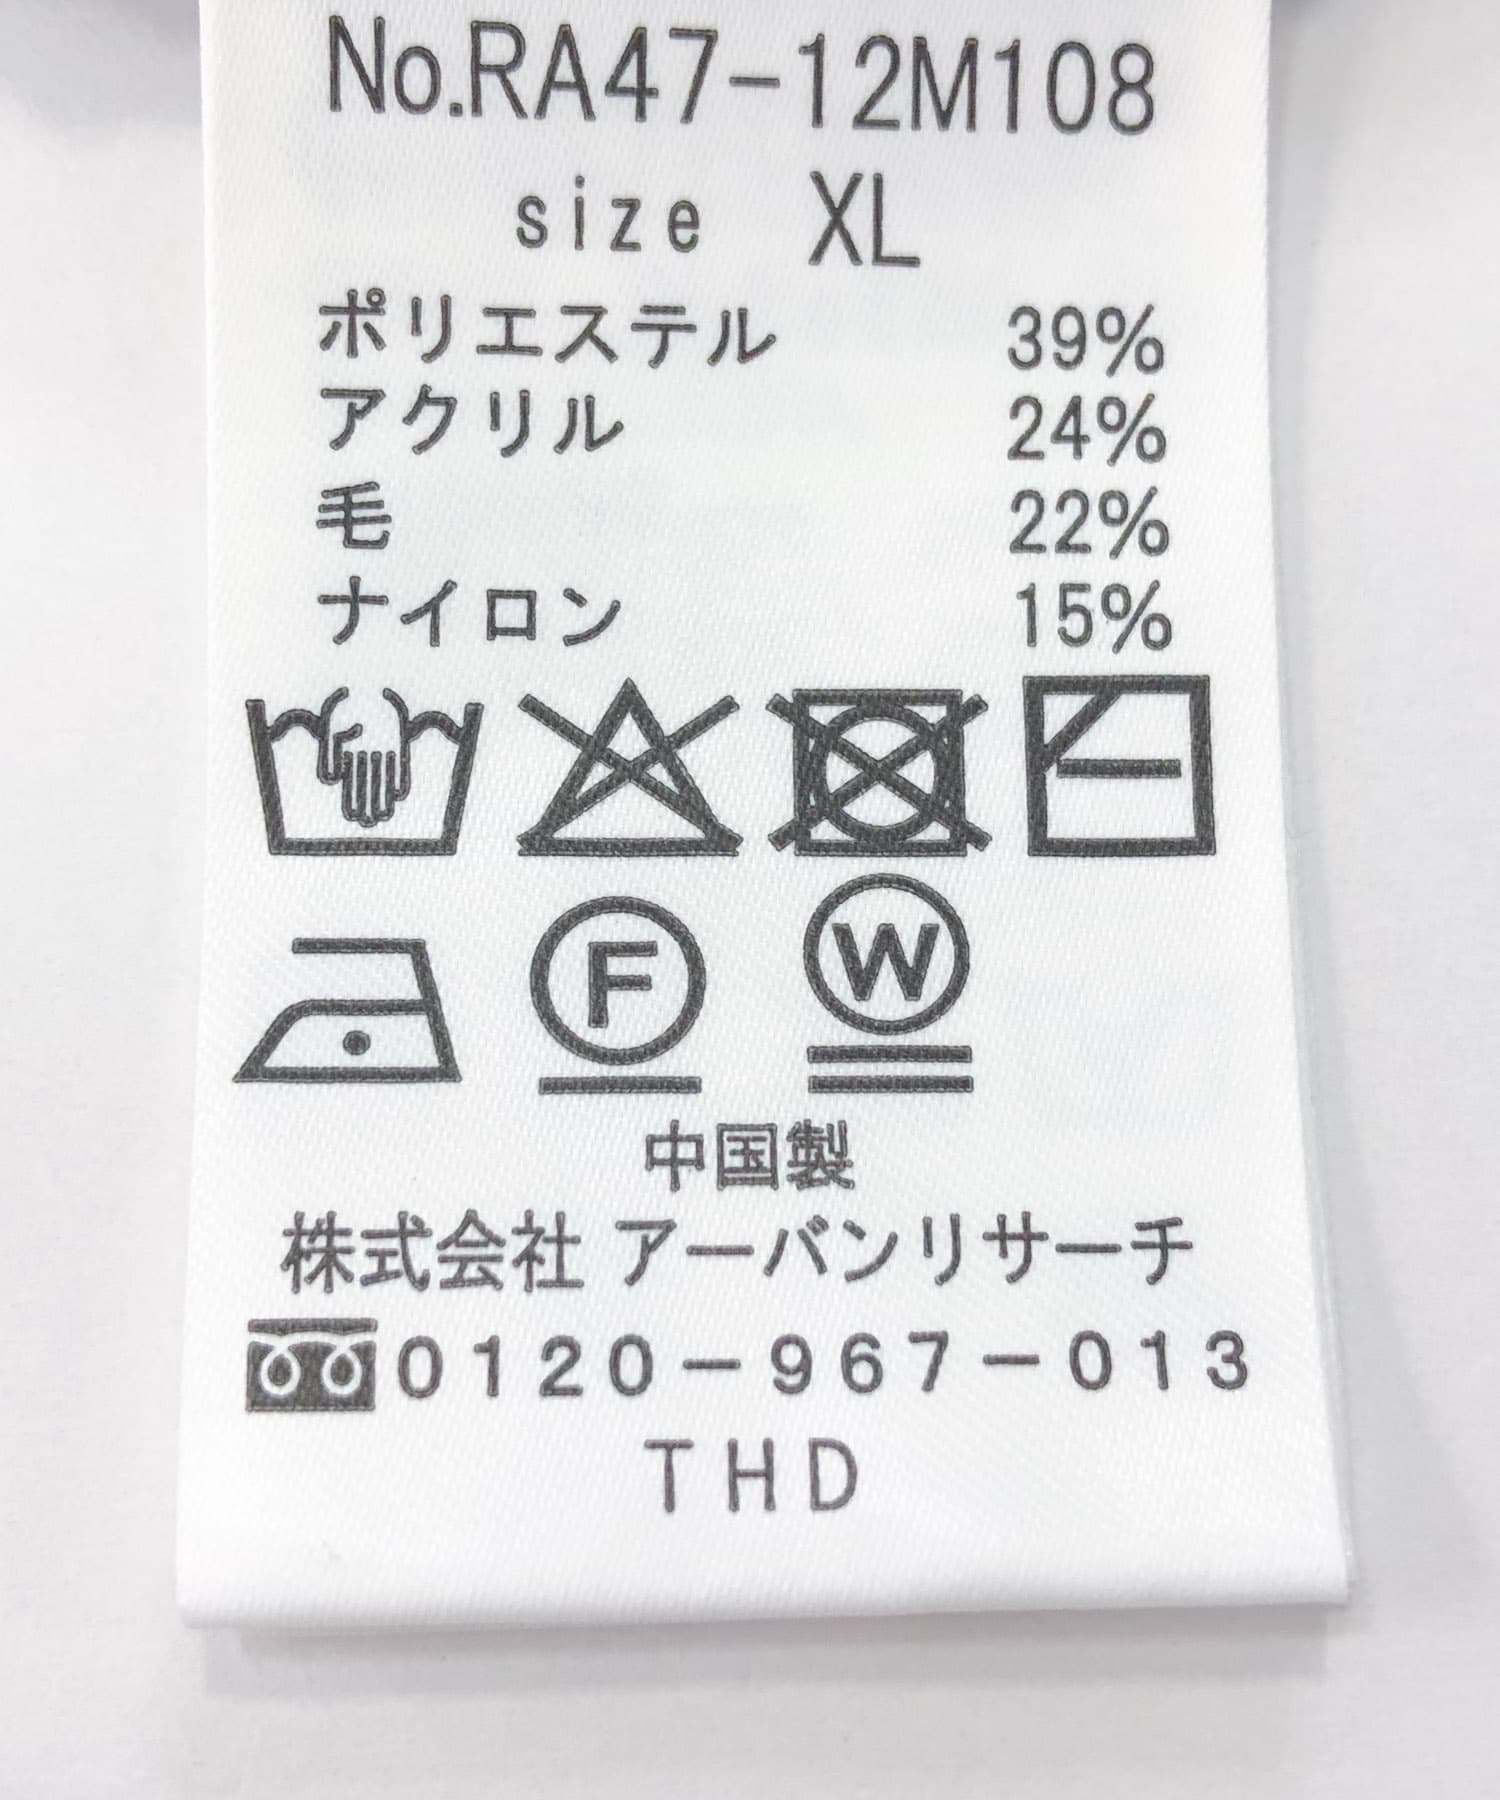 No.RA47-12M108
size XL
ポリエステル 39%
アクリル 24%
毛 22%
ナイロン 15%
F W
中国製
株式会社 アーバンリサーチ
0120-967-013
THD